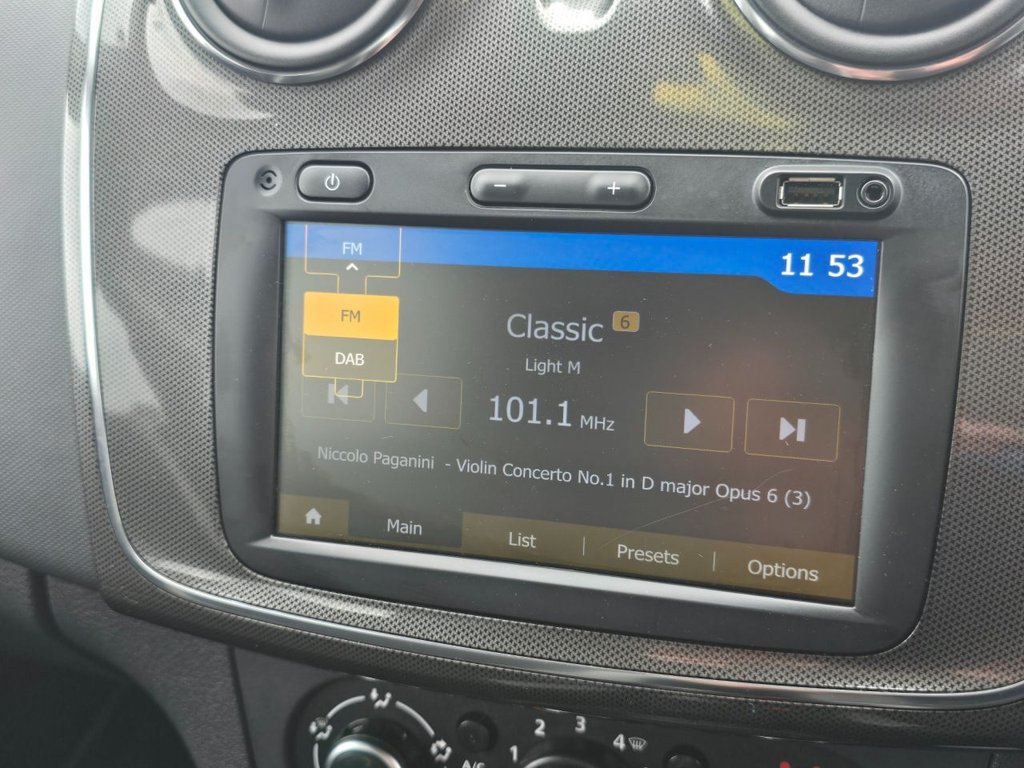 FM
11 53
FM
DAB
Classic 6
Light M
101.1 MHz
Niccolo Paganini - Violin Concerto No.1 in D major Opus 6 (3)
Main
List
Presets
Options
1 2 3 4
A/C